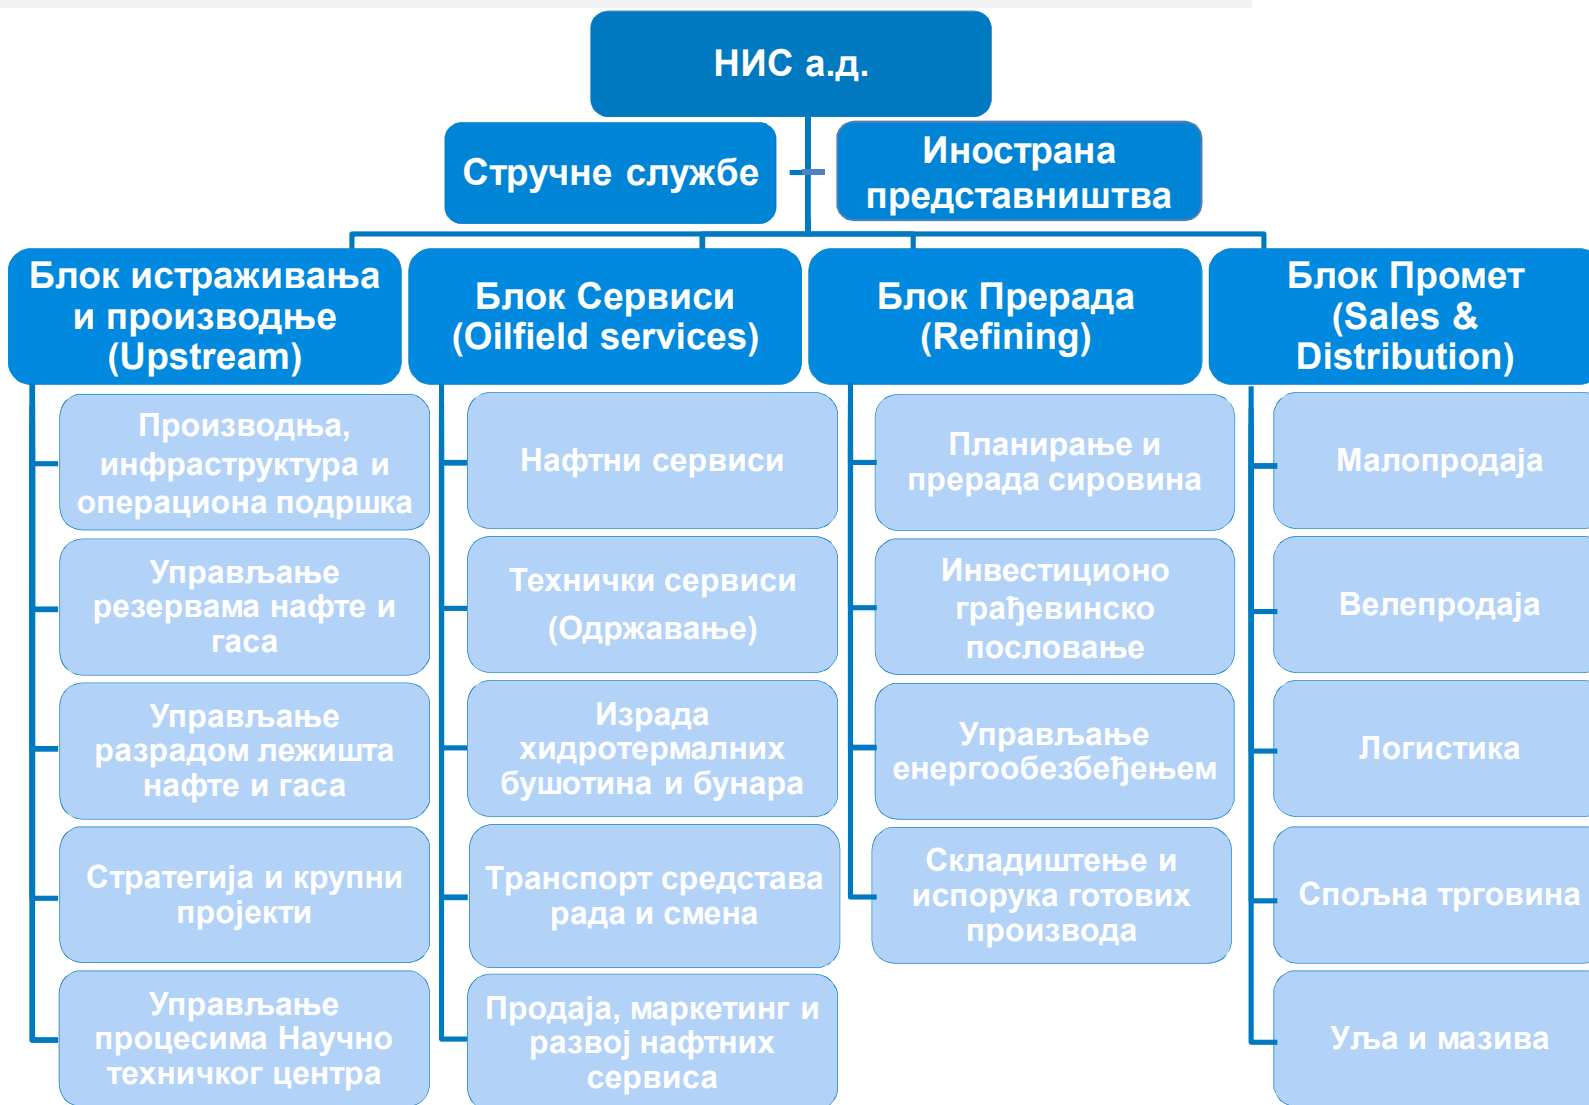 НИС а.д.
Стручне службе
Инострана
представништва
Блок истраживања
и производње
(Upstream)
Производња,
инфраструктура и
операциона подршка
Управљање
резервама нафте и
гаса
Управљање
разрадом лежишта
нафте и гаса
Стратегија и крупни
пројекти
Управљање
процесима Научно
техничког центра
Блок Сервиси
(Oilfield services)
Нафтни сервиси
Технички сервиси
(Одржавање)
Израда
хидротермалних
бушотина и бунара
Транспорт средстава
рада и смена
Продаја, маркетинг и
развој нафтних
сервиса
Блок Прерада
(Refining)
Планирање и
прерада сировина
Инвестиционо
грађевинско
пословање
Управљање
енергообезбеђењем
Складиштење и
испорука готових
производа
Блок Промет
(Sales &
Distribution)
Малопродаја
Велепродаја
Логистика
Спољна трговина
Уља и мазива